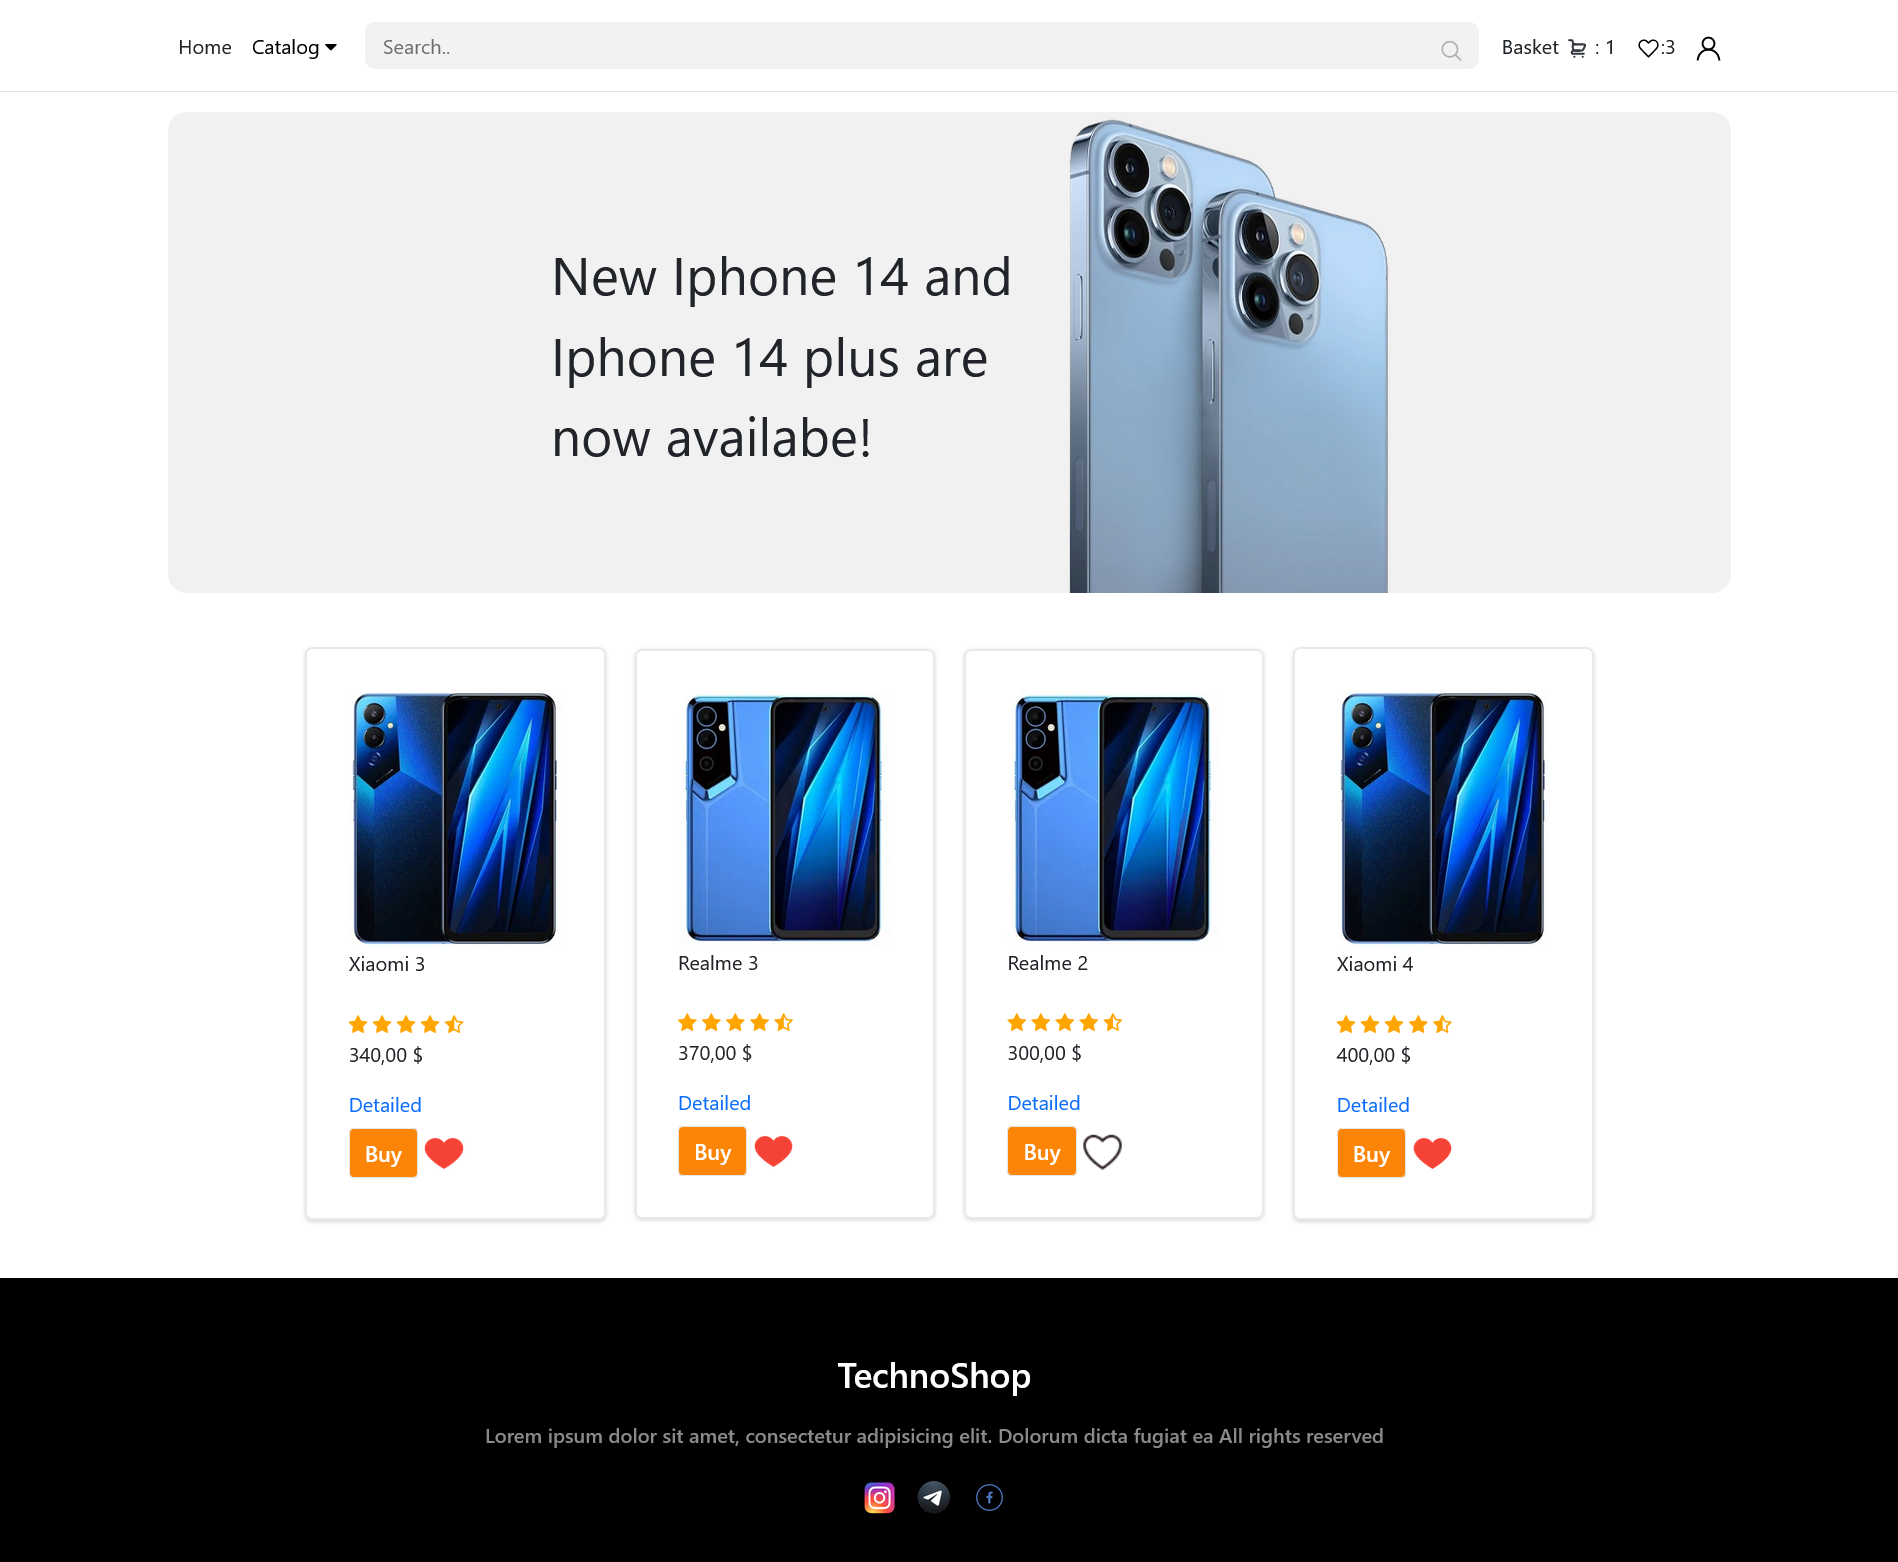 Home Catalog Search.. Basket : 1 :3
New Iphone 14 and
Iphone 14 plus are
now availabe!
Xiaomi 3
340,00 $
Detailed
Buy
Realme 3
370,00 $
Detailed
Buy
Realme 2
300,00 $
Detailed
Buy
Xiaomi 4
400,00 $
Detailed
Buy
TechnoShop
Lorem ipsum dolor sit amet, consectetur adipisicing elit. Dolorum dicta fugiat ea All rights reserved